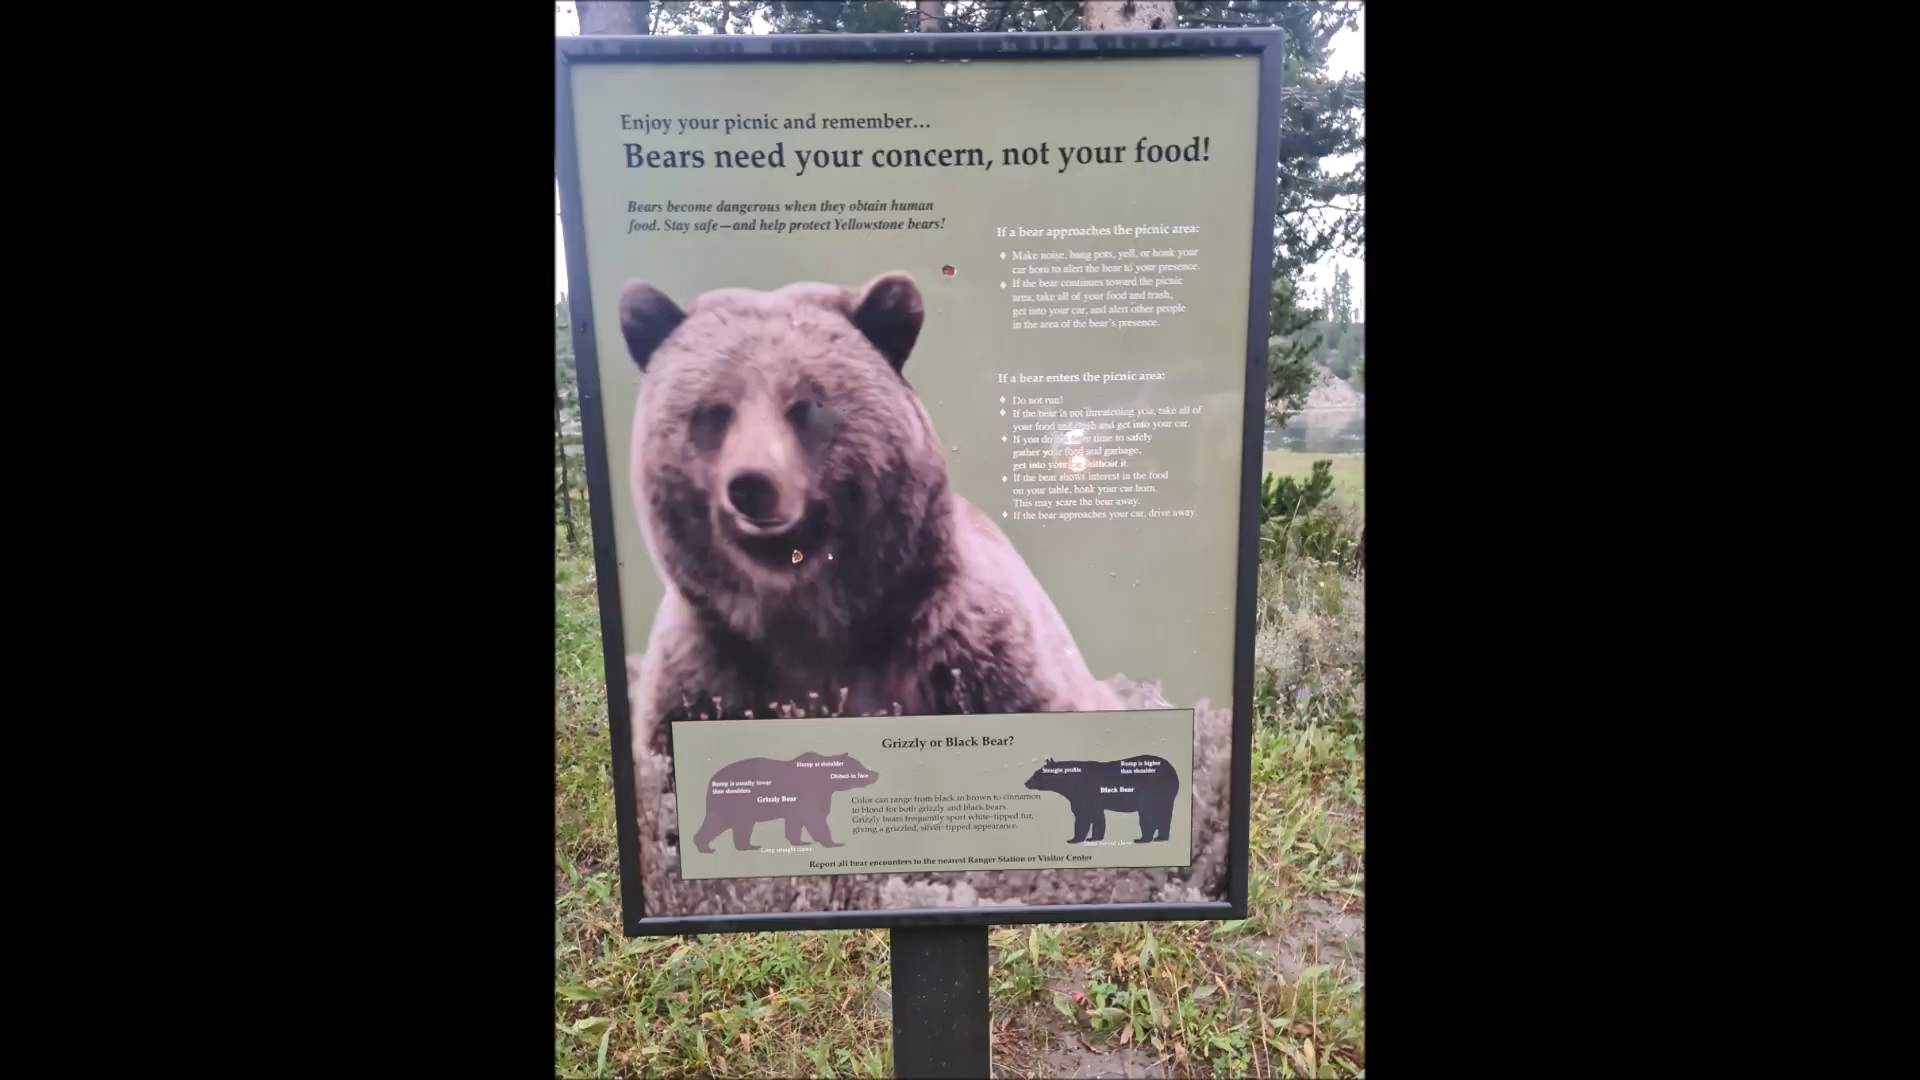 Enjoy your picnic and remember...
Bears need your concern, not your food!
Bears become dangerous when they obtain human
food. Stay safe—and help protect Yellowstone bears!
If a bear approaches the picnic area:
♦ Make noise, bang pots, yell, or honk your
car horn to alert the bear to your presence.
♦ If the bear continues toward the picnic
area, take all of your food and trash,
get into your car, and alert other people
in the area of the bear's presence.
If a bear enters the picnic area:
♦ Do not run!
♦ If the bear is not threatening you, take all of
your food and trash and get into your car.
♦ If you do not have time to safely
gather your food and garbage,
get into your car without it.
♦ If the bear shows interest in the food
on your table, honk your car horn.
This may scare the bear away.
♦ If the bear approaches your car, drive away.
Grizzly or Black Bear?
Hump at shoulder
Dished-in face
Rump is usually lower
than shoulders
Grizzly Bear
Long straight claws
Color can range from black to brown to cinnamon
to blond for both grizzly and black bears.
Grizzly bears frequently sport white-tipped fur,
giving a grizzled, silver-tipped appearance.
Straight profile
Rump is higher
than shoulder
Black Bear
curved claws
Report all bear encounters to the nearest Ranger Station or Visitor Center